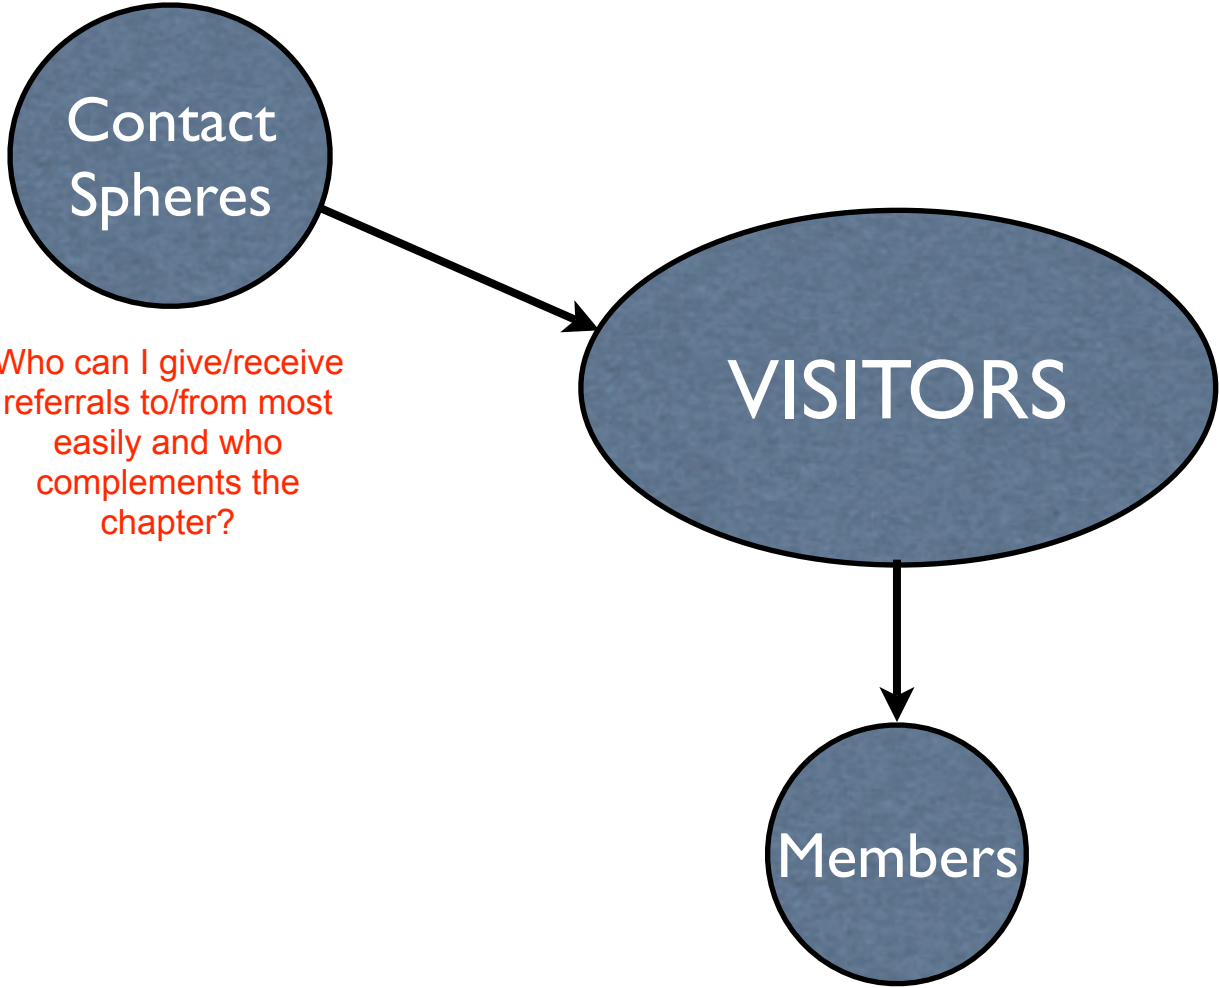 Contact
Spheres
Who can I give/receive
referrals to/from most
easily and who
complements the
chapter?
VISITORS
Members